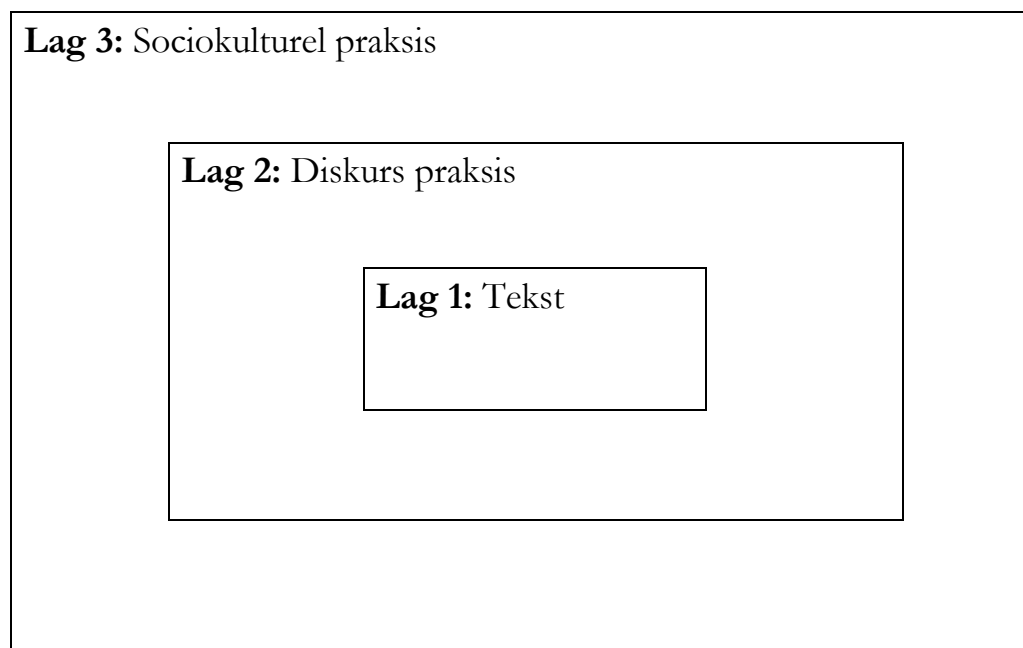 Lag 3: Sociokulturel praksis
Lag 2: Diskurs praksis
Lag 1: Tekst